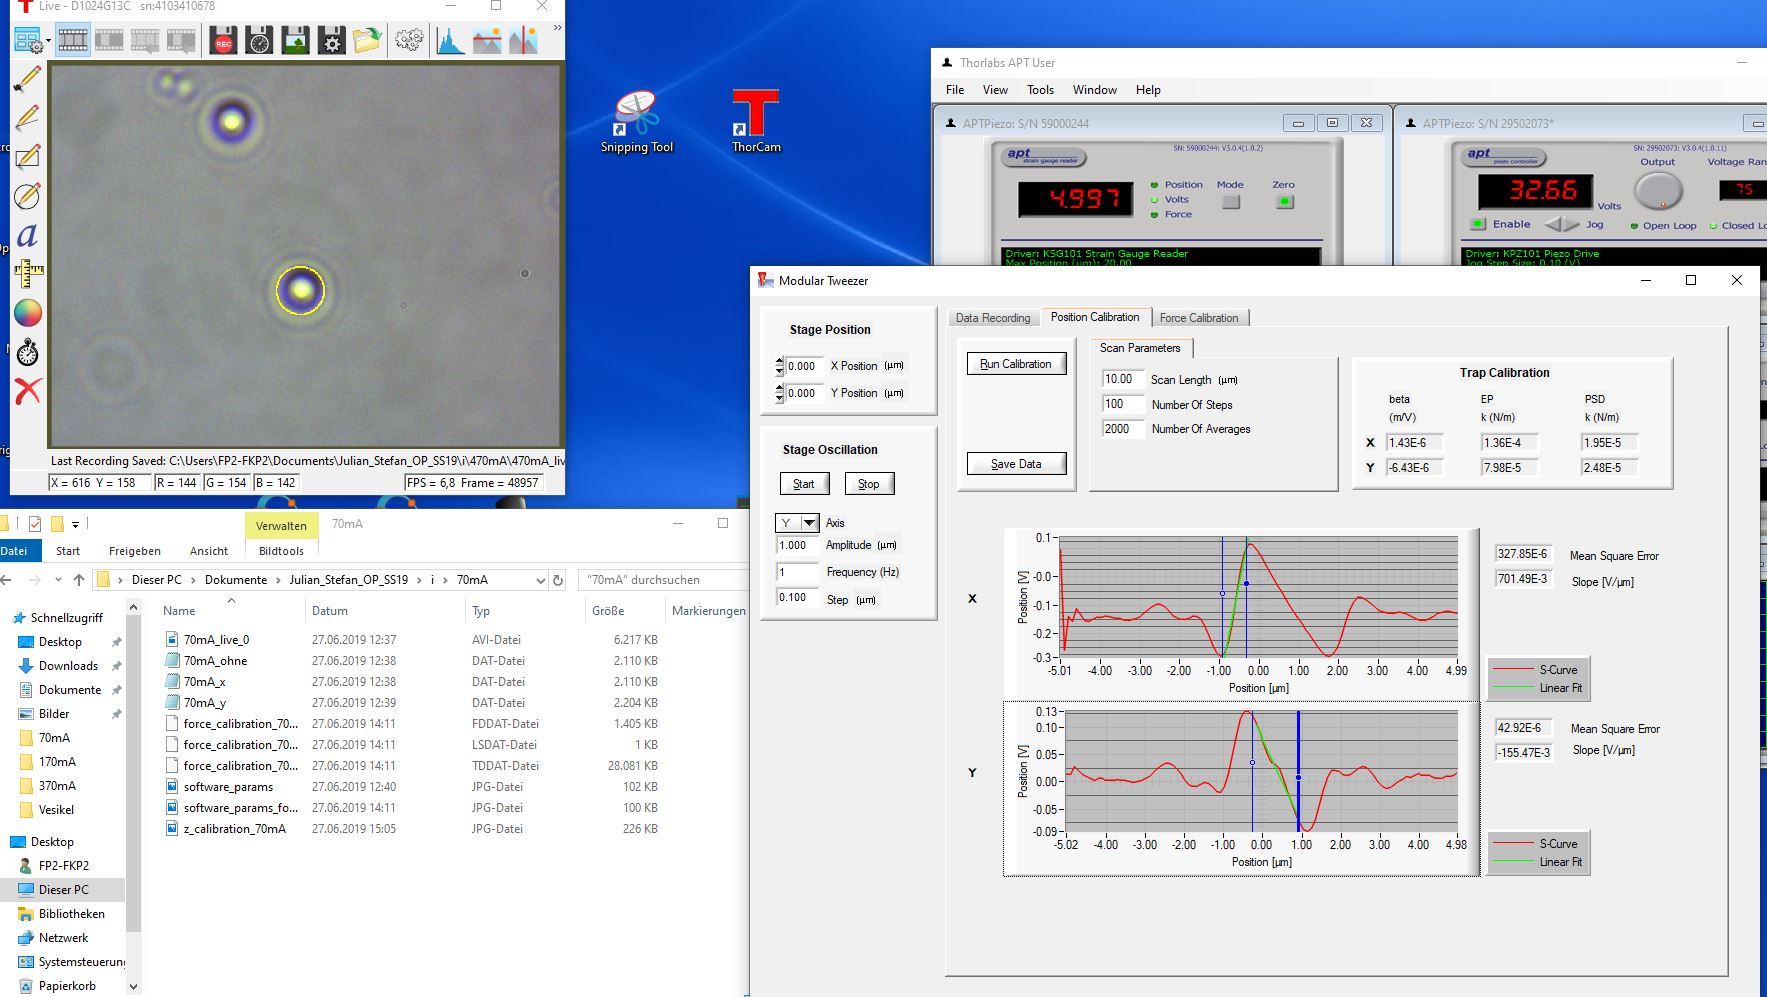 Live - D1024G13C sn:4103410678
REC
Last Recording Saved: C:\Users\FP2-FKP2\Documents\Julian_Stefan_OP_SS19\i\470mA\470mA_liv
X = 616 Y = 158
R = 144
G = 154
B = 142
FPS = 6,8 Frame = 48957
Snipping Tool
ThorCam
Thorlabs APT User
File View Tools Window Help
APTPiezo: S/N 59000244
apt
strain gauge reader
SN: 59000244: V3.0.4(1.0.2)
4.997
Position
Volts
Force
Mode
Zero
Driver: KSG101 Strain Gauge Reader
Max Position (µm): 20.00
APTPiezo: S/N 29502073*
apt
piezo controller
SN: 29502073: V3.0.4(1.0.11)
Output
Voltage Ran
32.66
Volts
75
Enable
Jog
Open Loop
Closed Lo
Driver: KPZ101 Piezo Drive
Jog Step Size: 0.10 (V)
Modular Tweezer
Stage Position
0.000 X Position (µm)
0.000 Y Position (µm)
Stage Oscillation
Start
Stop
Y Axis
1.000 Amplitude (µm)
1 Frequency (Hz)
0.100 Step (µm)
Data Recording
Position Calibration
Force Calibration
Run Calibration
Save Data
Scan Parameters
10.00 Scan Length (µm)
100 Number Of Steps
2000 Number Of Averages
Trap Calibration
beta EP PSD
(m/V) k (N/m) k (N/m)
X 1.43E-6 1.36E-4 1.95E-5
Y -6.43E-6 7.98E-5 2.48E-5
X
Position [V]
0.1
-0.0
-0.1
-0.2
-0.3
-5.01 -4.00 -3.00 -2.00 -1.00 0.00 1.00 2.00 3.00 4.99
Position [µm]
327.85E-6 Mean Square Error
701.49E-3 Slope [V/µm]
S-Curve
Linear Fit
Y
Position [V]
0.13
0.10
0.05
0.00
-0.05
-0.09
-5.02 -4.00 -3.00 -2.00 -1.00 0.00 1.00 2.00 3.00 4.00 4.98
Position [µm]
42.92E-6 Mean Square Error
-155.47E-3 Slope [V/µm]
S-Curve
Linear Fit
Verwalten
70mA
Datei Start Freigeben Ansicht Bildtools
Dieser PC › Dokumente › Julian_Stefan_OP_SS19 › i › 70mA
"70mA" durchsuchen
Schnellzugriff
Desktop
Downloads
Dokumente
Bilder
70mA
170mA
370mA
Vesikel
Desktop
FP2-FKP2
Dieser PC
Bibliotheken
Netzwerk
Systemsteuerung
Papierkorb
Name Datum Typ Größe Markierungen
70mA_live_0 27.06.2019 12:37 AVI-Datei 6.217 KB
70mA_ohne 27.06.2019 12:38 DAT-Datei 2.110 KB
70mA_x 27.06.2019 12:38 DAT-Datei 2.110 KB
70mA_y 27.06.2019 12:39 DAT-Datei 2.204 KB
force_calibration_70... 27.06.2019 14:11 FDDAT-Datei 1.405 KB
force_calibration_70... 27.06.2019 14:11 LSDAT-Datei 1 KB
force_calibration_70... 27.06.2019 14:11 TDDAT-Datei 28.081 KB
software_params 27.06.2019 12:40 JPG-Datei 102 KB
software_params_fo... 27.06.2019 14:11 JPG-Datei 100 KB
z_calibration_70mA 27.06.2019 15:05 JPG-Datei 226 KB